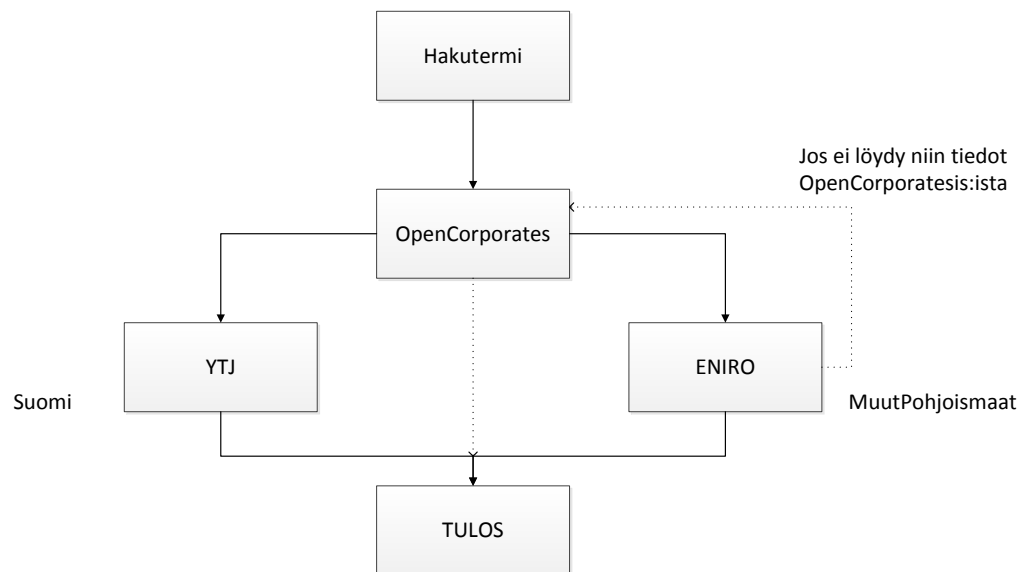 Hakutermi
Jos ei löydy niin tiedot
OpenCorporatesis:ista
OpenCorporates
YTJ
ENIRO
Suomi
MuutPohjoismaat
TULOS